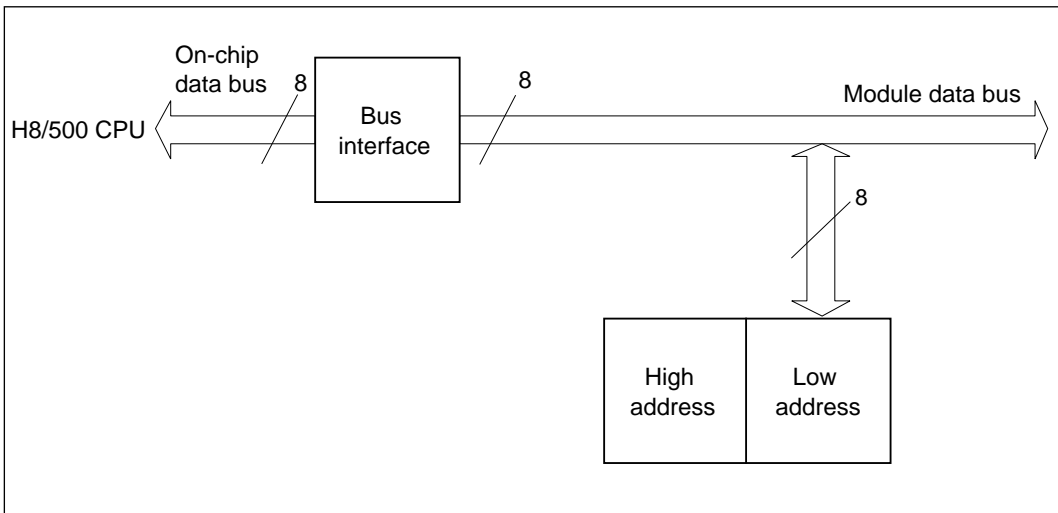 On-chip
data bus
8
8
Bus
interface
Module data bus
H8/500 CPU
8
High
address
Low
address